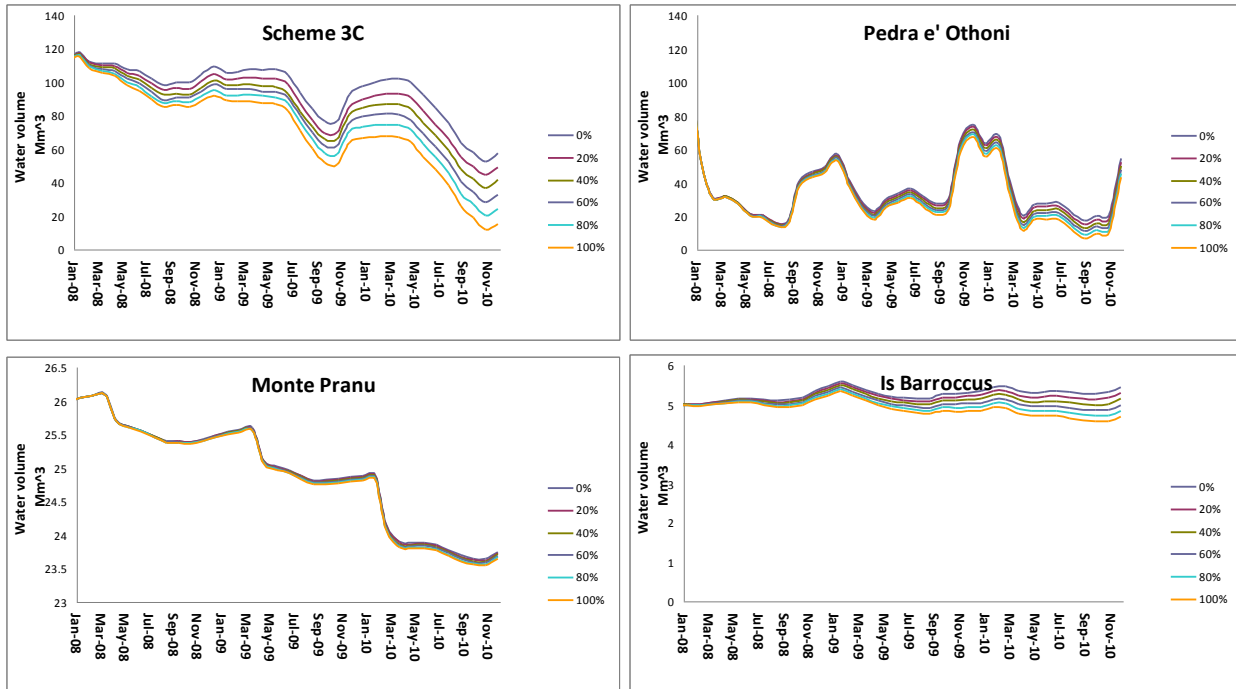 Scheme 3C
Water volume
Mm^3
140
120
100
80
60
40
20
0
Jan-08
Mar-08
May-08
Jul-08
Sep-08
Nov-08
Jan-09
Mar-09
May-09
Jul-09
Sep-09
Nov-09
Jan-10
Mar-10
May-10
Jul-10
Sep-10
Nov-10
0%
20%
40%
60%
80%
100%
Pedra e' Othoni
Water volume
Mm^3
140
120
100
80
60
40
20
0
Jan-08
Mar-08
May-08
Jul-08
Sep-08
Nov-08
Jan-09
Mar-09
May-09
Jul-09
Sep-09
Nov-09
Jan-10
Mar-10
May-10
Jul-10
Sep-10
Nov-10
0%
20%
40%
60%
80%
100%
Monte Pranu
Water volume
Mm^3
26.5
26
25.5
25
24.5
24
23.5
23
Jan-08
Mar-08
May-08
Jul-08
Sep-08
Nov-08
Jan-09
Mar-09
May-09
Jul-09
Sep-09
Nov-09
Jan-10
Mar-10
May-10
Jul-10
Sep-10
Nov-10
0%
20%
40%
60%
80%
100%
Is Barroccus
Water volume
Mm^3
6
5
4
3
2
1
0
Jan-08
Mar-08
May-08
Jul-08
Sep-08
Nov-08
Jan-09
Mar-09
May-09
Jul-09
Sep-09
Nov-09
Jan-10
Mar-10
May-10
Jul-10
Sep-10
Nov-10
0%
20%
40%
60%
80%
100%